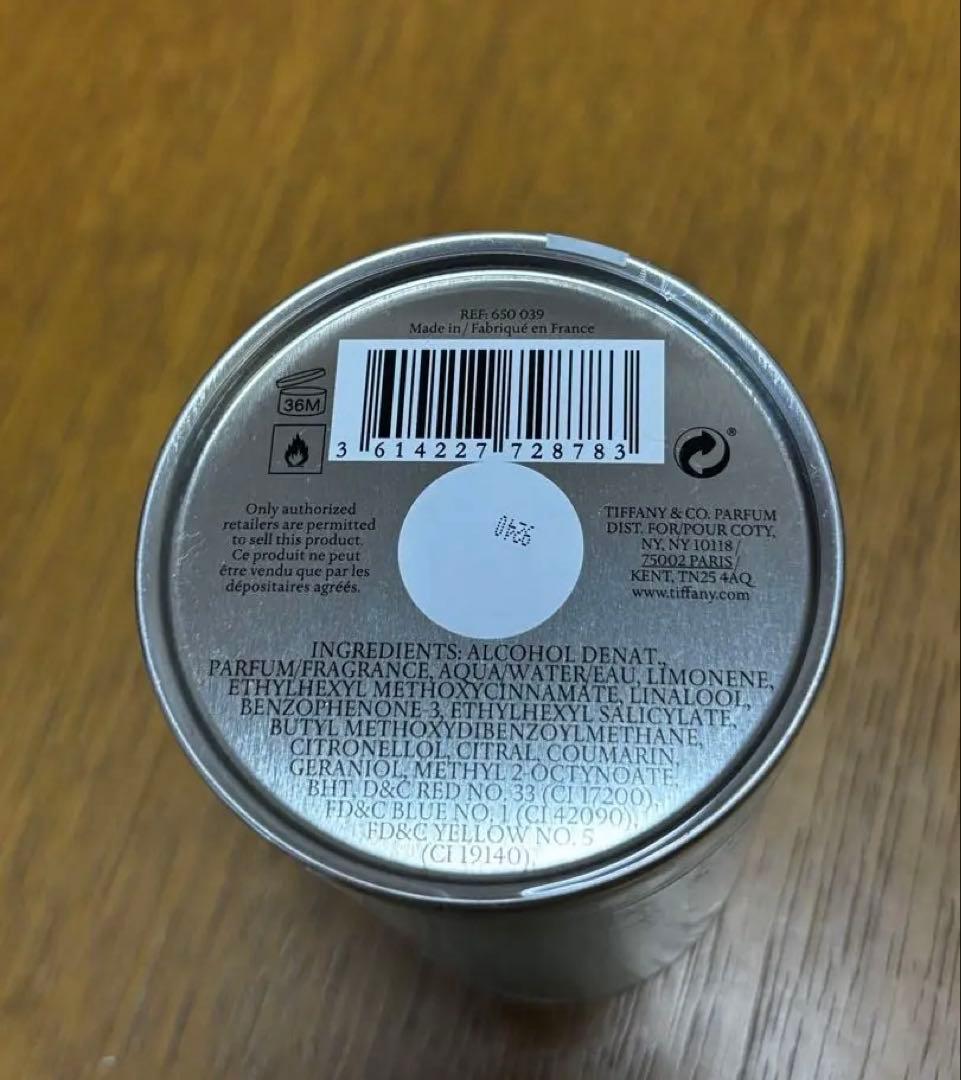 REF: 650 039
Made in / Fabriqué en France
36M
3 614227 728783
®
Only authorized
retailers are permitted
to sell this product.
Ce produit ne peut
être vendu que par les
dépositaires agréés.
TIFFANY & CO. PARFUM
DIST. FOR/POUR COTY,
NY, NY 10118 /
75002 PARIS /
KENT, TN25 4AQ
www.tiffany.com
INGREDIENTS: ALCOHOL DENAT.,
PARFUM/FRAGRANCE, AQUA/WATER/EAU, LIMONENE,
ETHYLHEXYL METHOXYCINNAMATE, LINALOOL,
BENZOPHENONE-3, ETHYLHEXYL SALICYLATE,
BUTYL METHOXYDIBENZOYLMETHANE,
CITRONELLOL, CITRAL, COUMARIN,
GERANIOL, METHYL 2-OCTYNOATE,
BHT, D&C RED NO. 33 (CI 17200),
FD&C BLUE NO. 1 (CI 42090),
FD&C YELLOW NO. 5
(CI 19140).